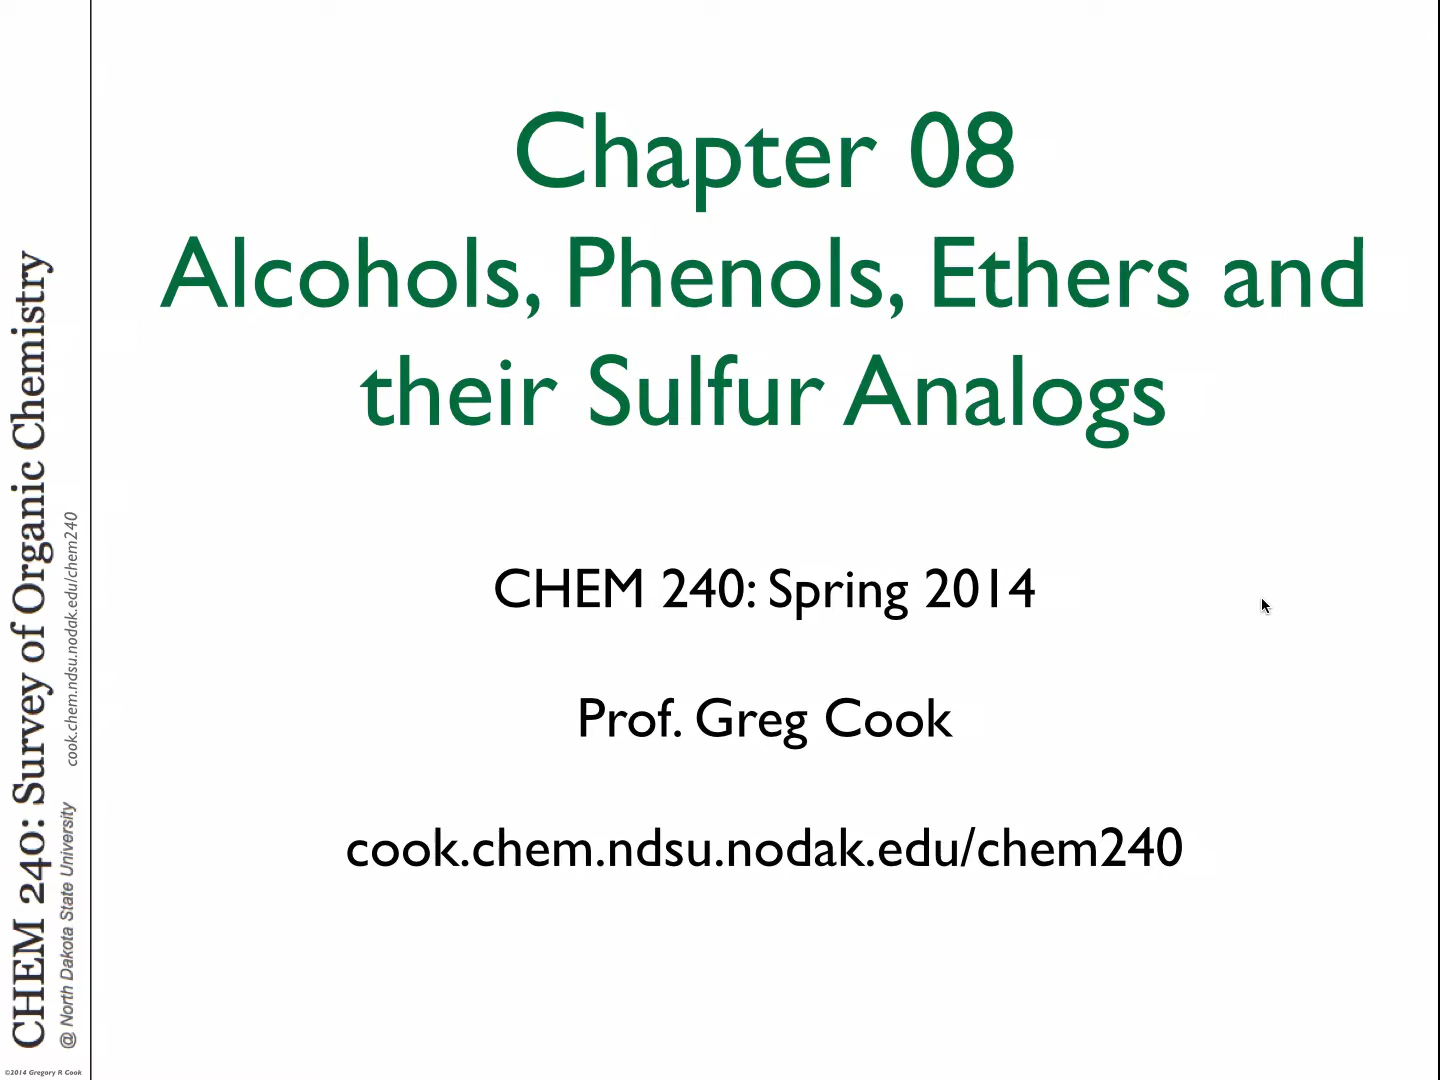 Chapter 08
Alcohols, Phenols, Ethers and
their Sulfur Analogs
CHEM 240: Spring 2014
Prof. Greg Cook
cook.chem.ndsu.nodak.edu/chem240
CHEM 240: Survey of Organic Chemistry
@ North Dakota State University
cook.chem.ndsu.nodak.edu/chem240
©2014 Gregory R Cook